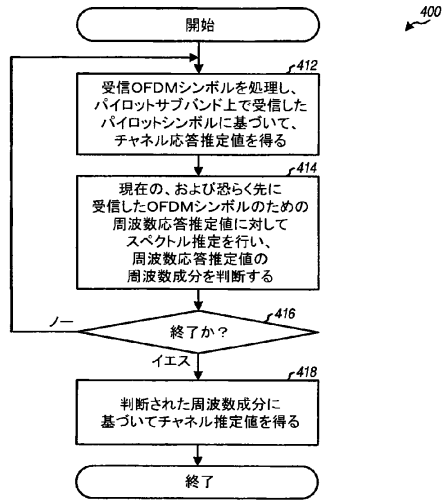 400
開始
412
受信OFDMシンボルを処理し、
パイロットサブバンド上で受信した
パイロットシンボルに基づいて、
チャネル応答推定値を得る
414
現在の、および恐らく先に
受信したOFDMシンボルのための
周波数応答推定値に対して
スペクトル推定を行い、
周波数応答推定値の
周波数成分を判断する
416
ノー
終了か?
イエス
418
判断された周波数成分に
基づいてチャネル推定値を得る
終了